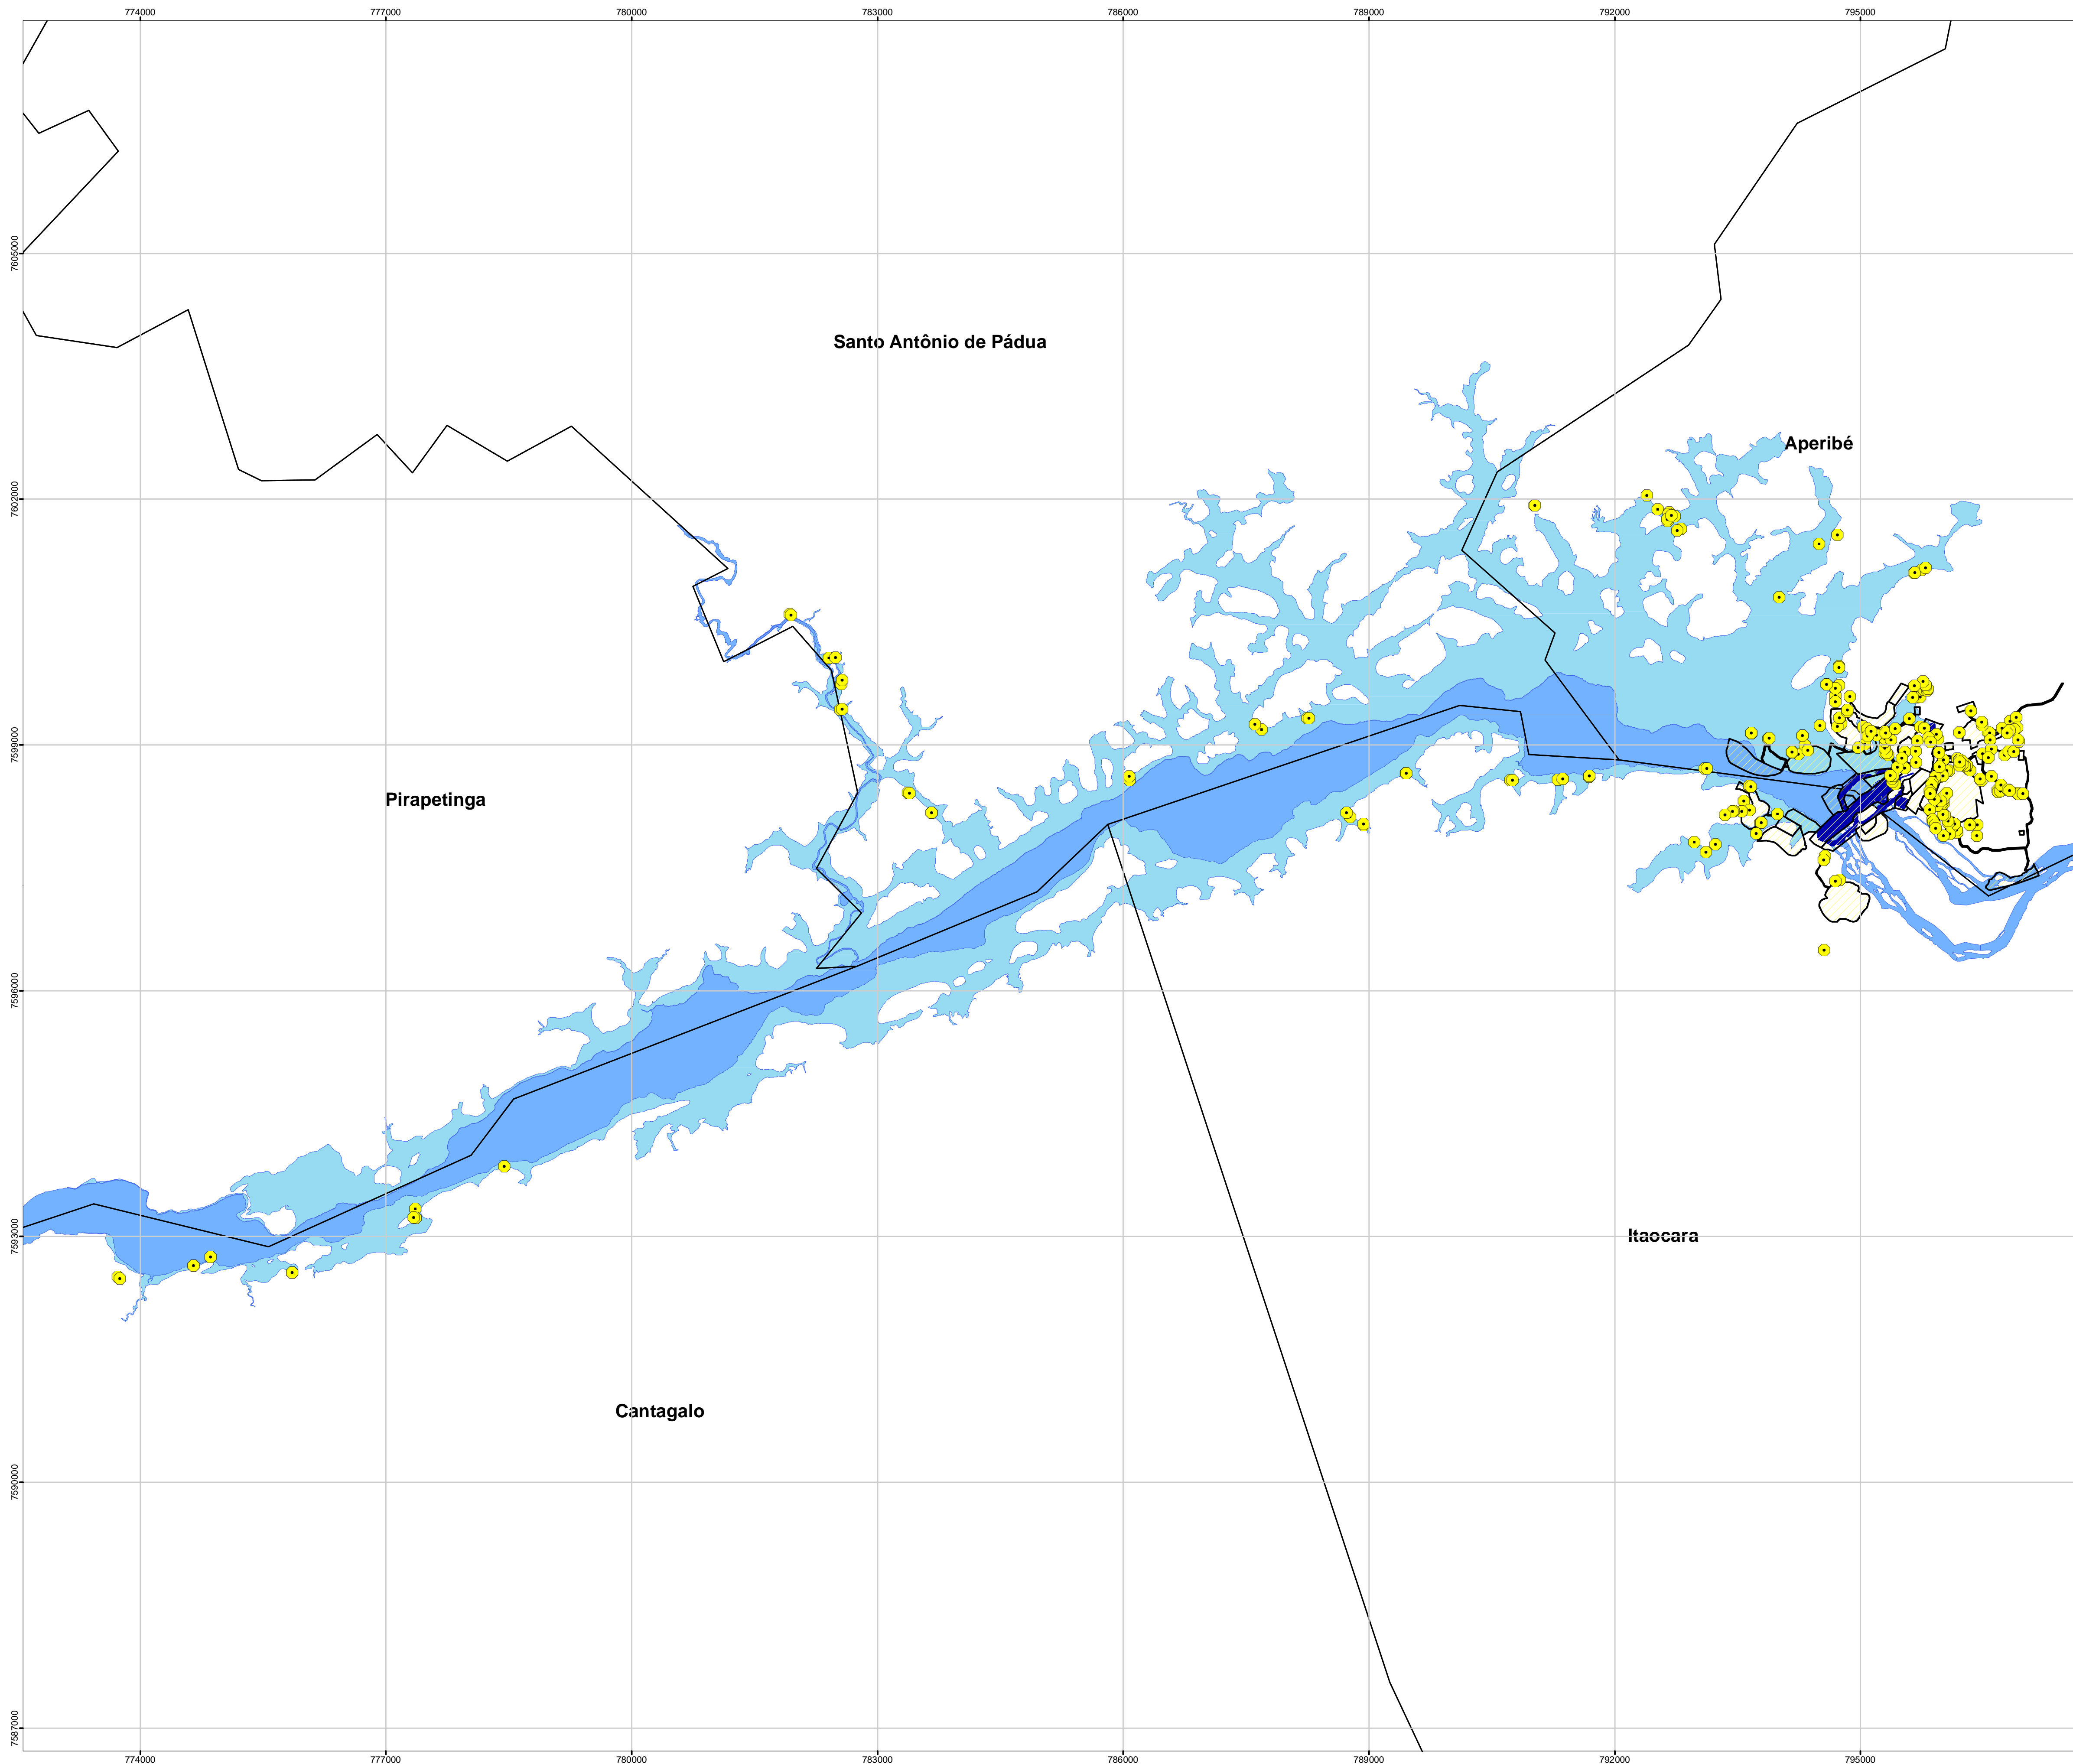 774000 777000 780000 783000 786000 789000 792000 795000
7605000
Santo Antônio de Pádua
Aperibé
7602000
7599000
Pirapetinga
7596000
7593000
Itaocara
Cantagalo
7590000
7587000
774000 777000 780000 783000 786000 789000 792000 795000